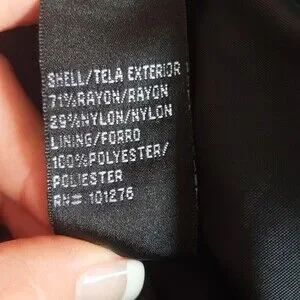 SHELL/TELA EXTERIOR
71%RAYON/RAYON
29%NYLON/NYLON
LINING/FORRO
100%POLYESTER/
POLIESTER
RN# 101276